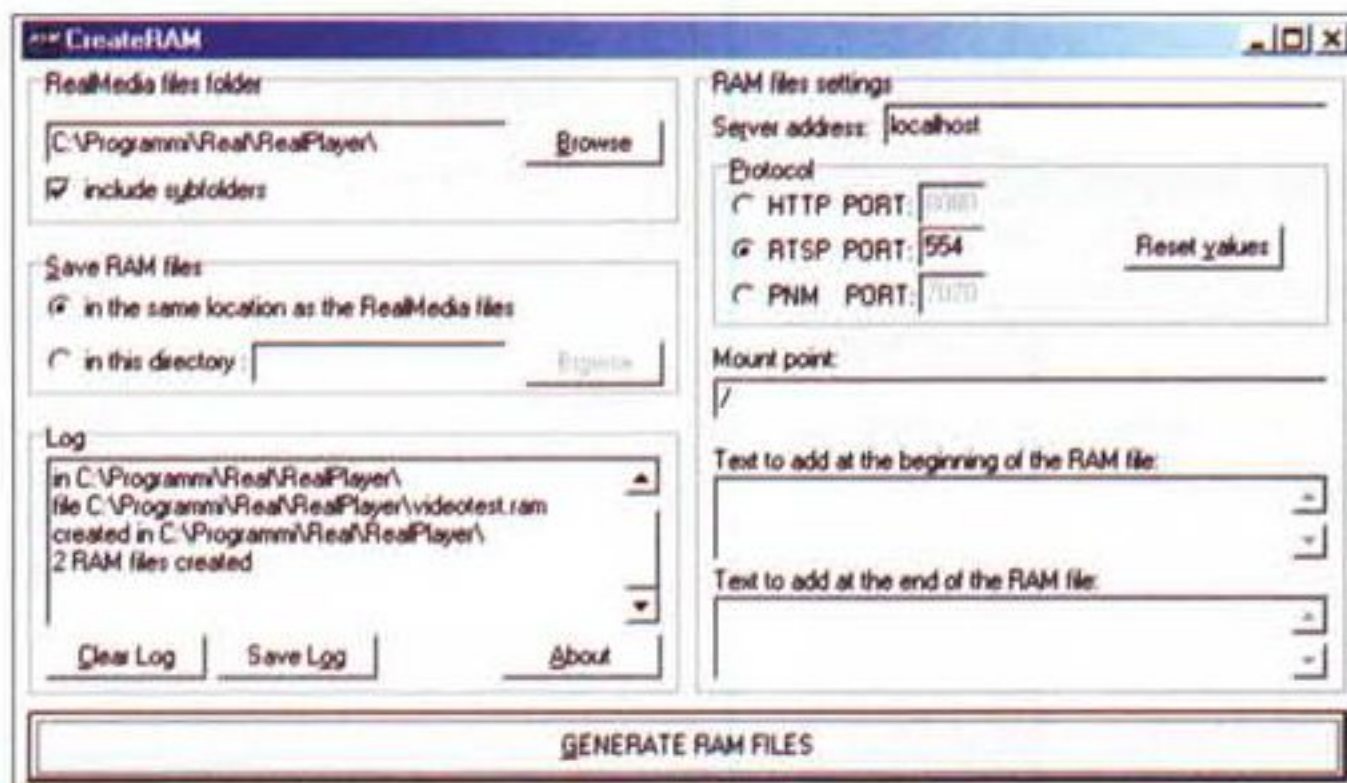 CreateRAM
RealMedia files folder
C:\Programmi\Real\RealPlayer\
Browse
include sybfolders
Save RAM files
in the same location as the RealMedia files
in this directory :
Browse
Log
in C:\Programmi\Real\RealPlayer\
file C:\Programmi\Real\RealPlayer\videotest.ram
created in C:\Programmi\Real\RealPlayer\
2 RAM files created
Clear Log
Save Log
About
RAM files settings
Server address: localhost
Protocol
HTTP PORT:
RTSP PORT: 554
Reset values
PNM PORT: 7070
Mount point:
/
Text to add at the beginning of the RAM file:
Text to add at the end of the RAM file:
GENERATE RAM FILES